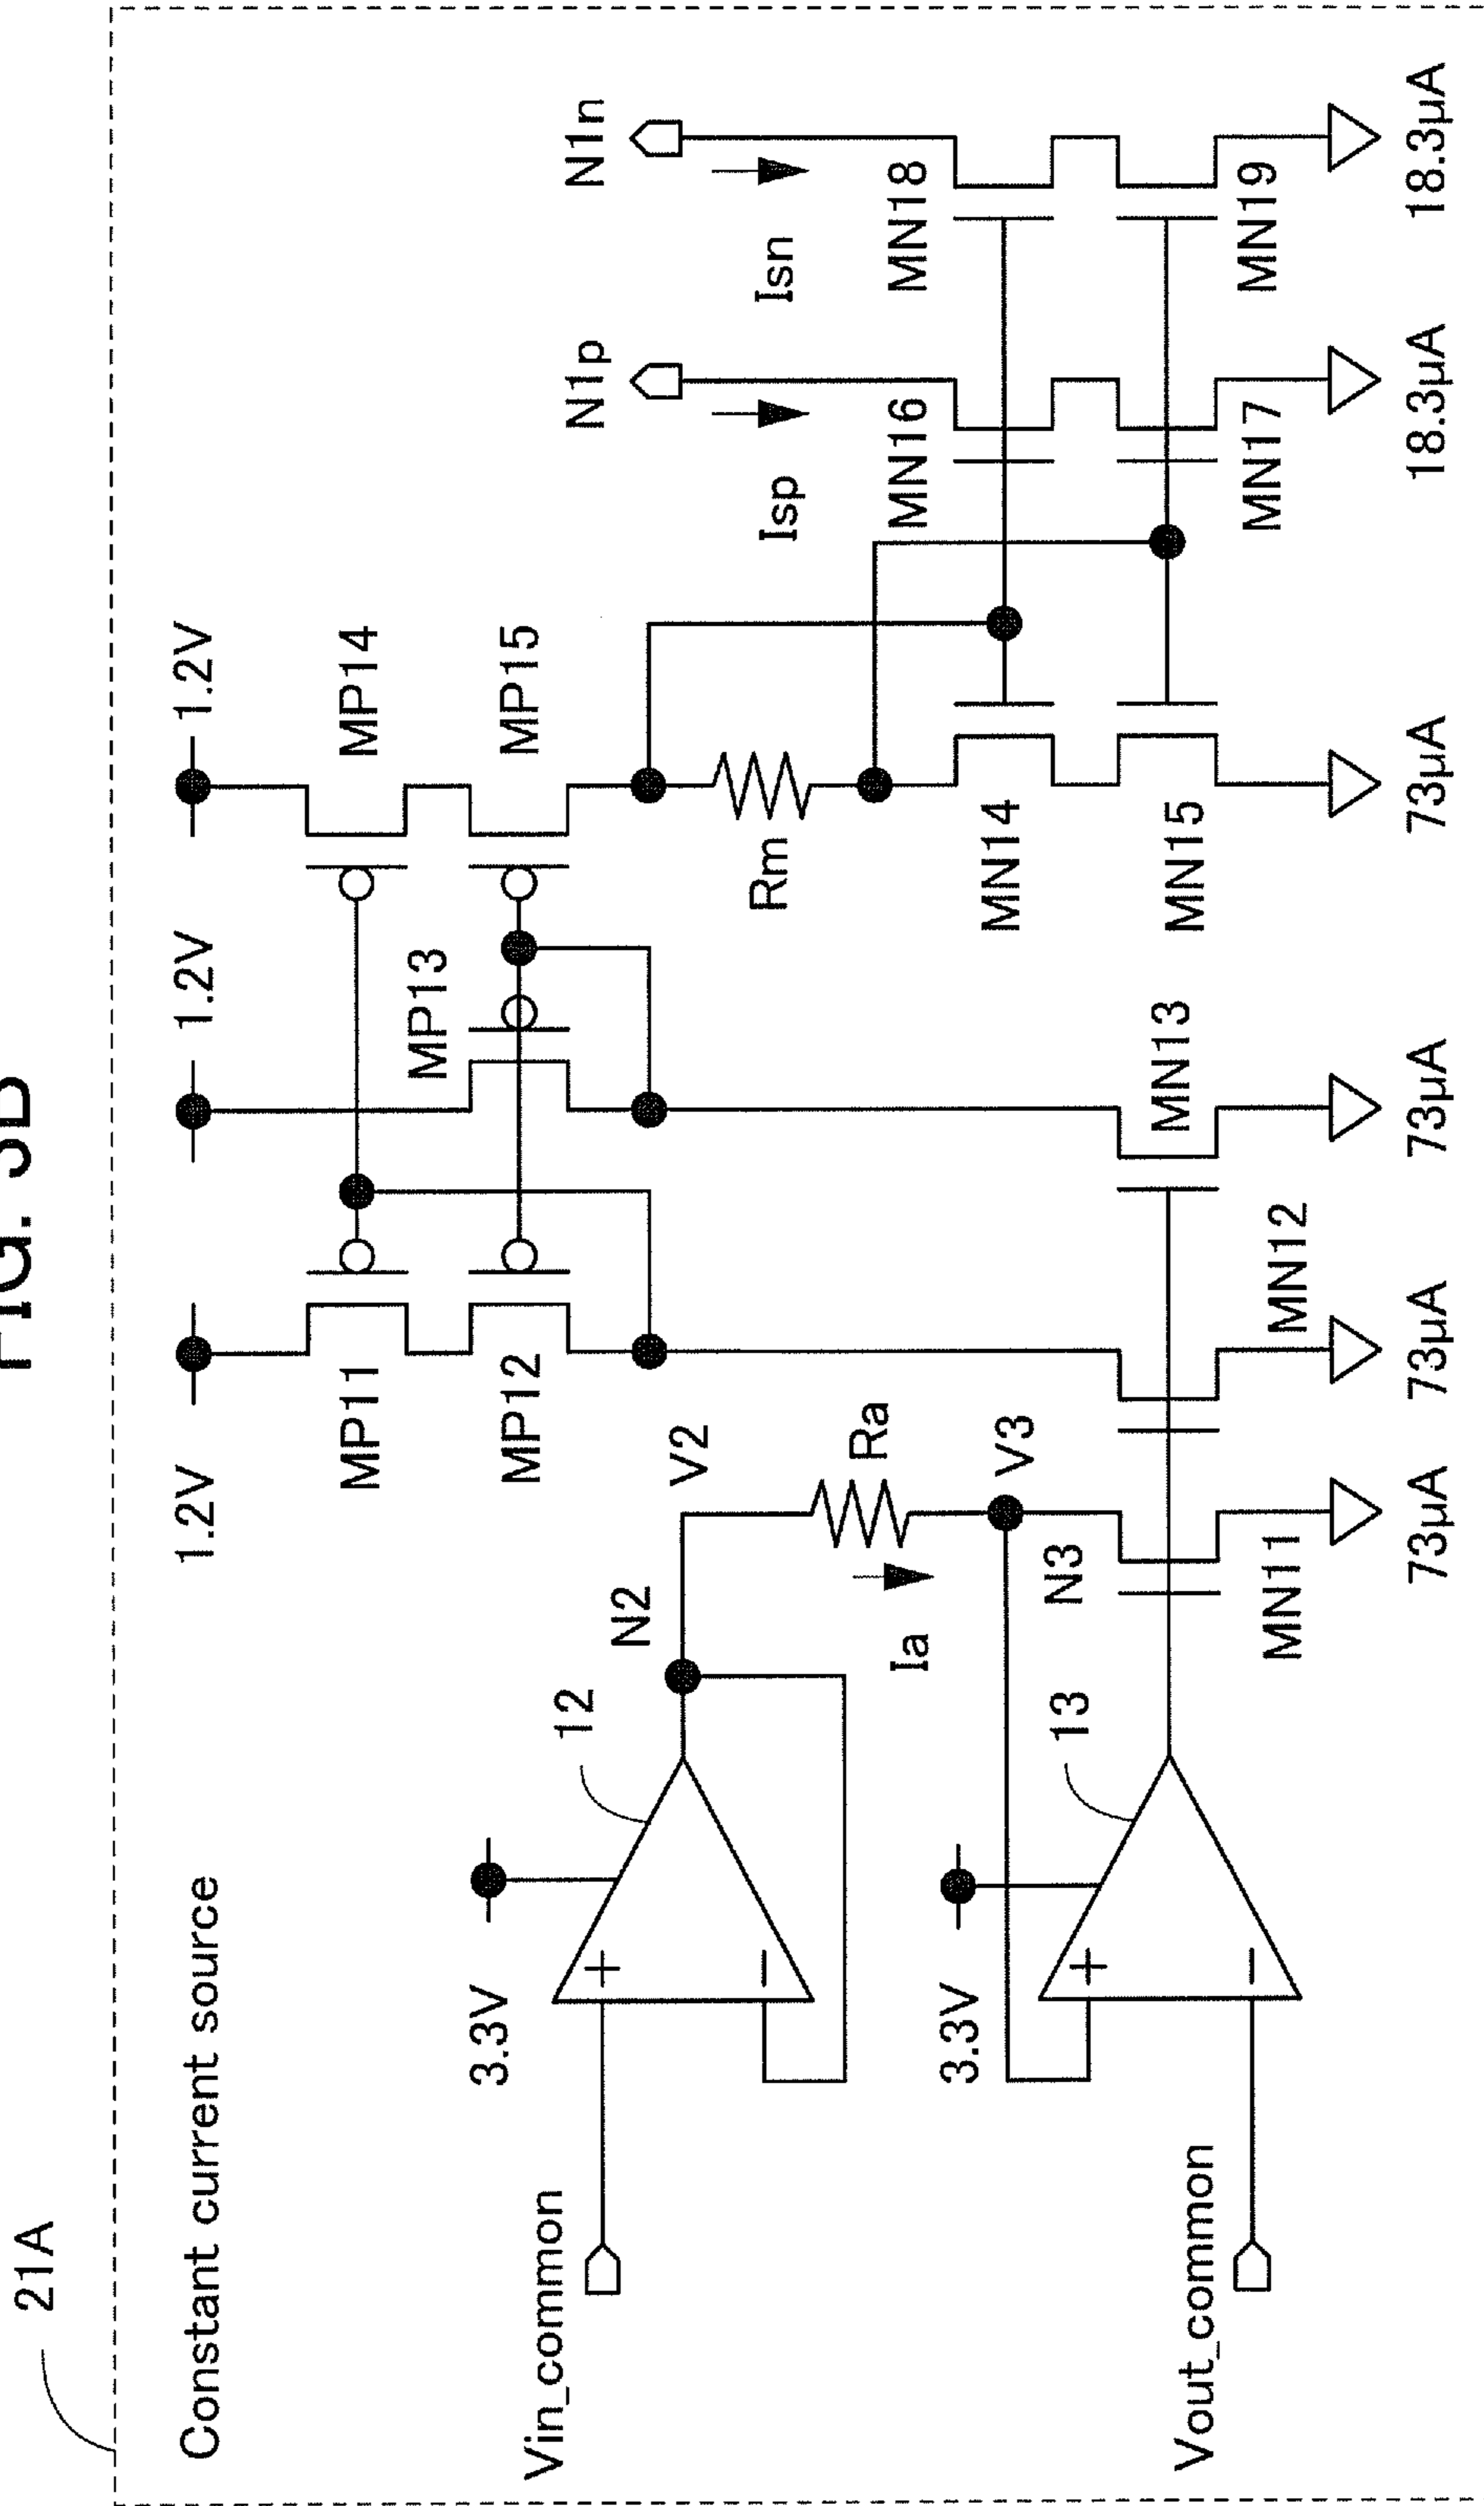 21A
Constant current source
Vin_common
3.3V
12
N2
V2
Ra
Ia
V3
N3
Vout_common
3.3V
13
MN11
73μA
1.2V
MP11
MP12
MN12
73μA
1.2V
MP13
MN13
73μA
1.2V
MP14
MP15
Rm
MN14
MN15
73μA
N1p
Isp
MN16
MN17
18.3μA
N1n
Isn
MN18
MN19
18.3μA